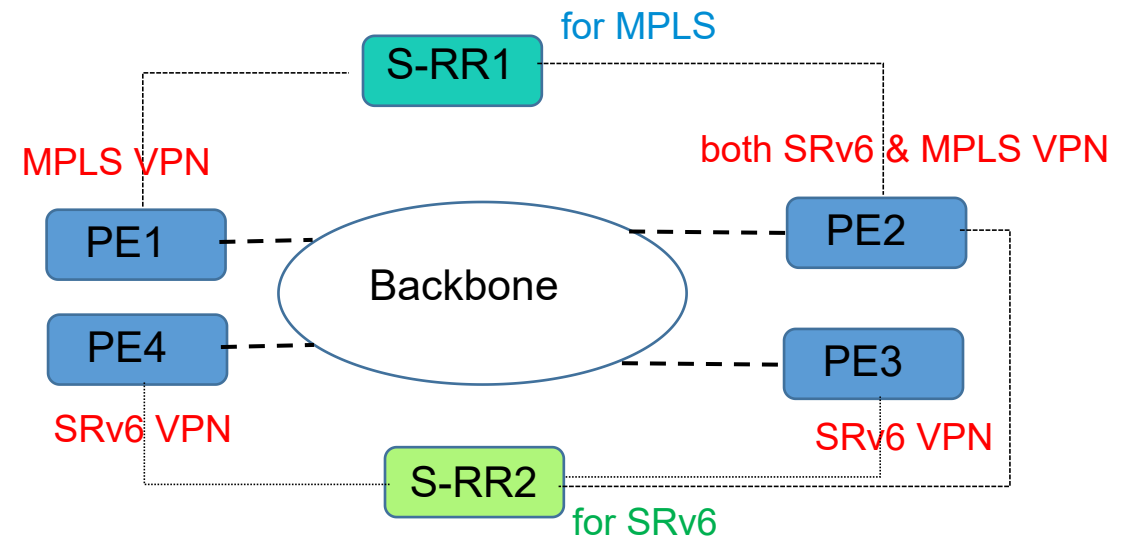 for MPLS
S-RR1
MPLS VPN
both SRv6 & MPLS VPN
PE1
PE2
Backbone
PE4
PE3
SRv6 VPN
SRv6 VPN
S-RR2
for SRv6